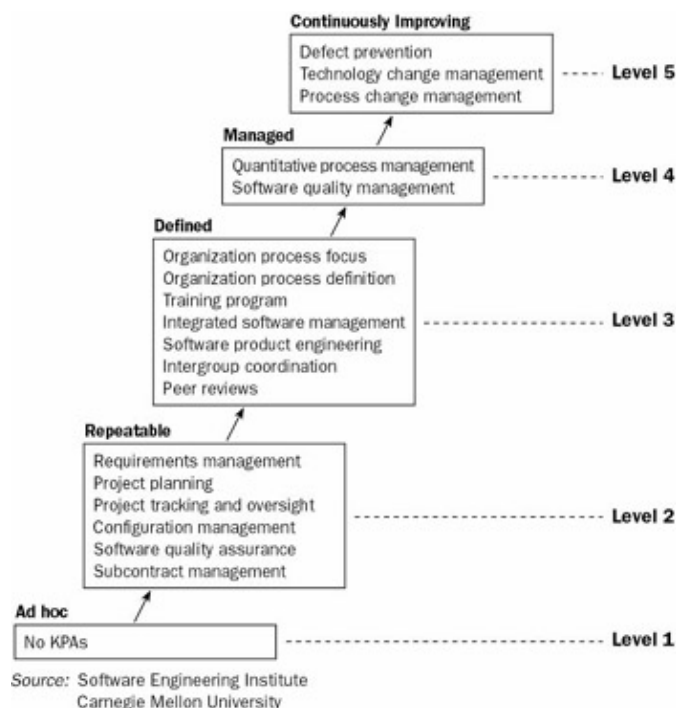 Continuously Improving
Defect prevention
Technology change management
Process change management
Level 5
Managed
Quantitative process management
Software quality management
Level 4
Defined
Organization process focus
Organization process definition
Training program
Integrated software management
Software product engineering
Intergroup coordination
Peer reviews
Level 3
Repeatable
Requirements management
Project planning
Project tracking and oversight
Configuration management
Software quality assurance
Subcontract management
Level 2
Ad hoc
No KPAs
Level 1
Source: Software Engineering Institute
Carnegie Mellon University